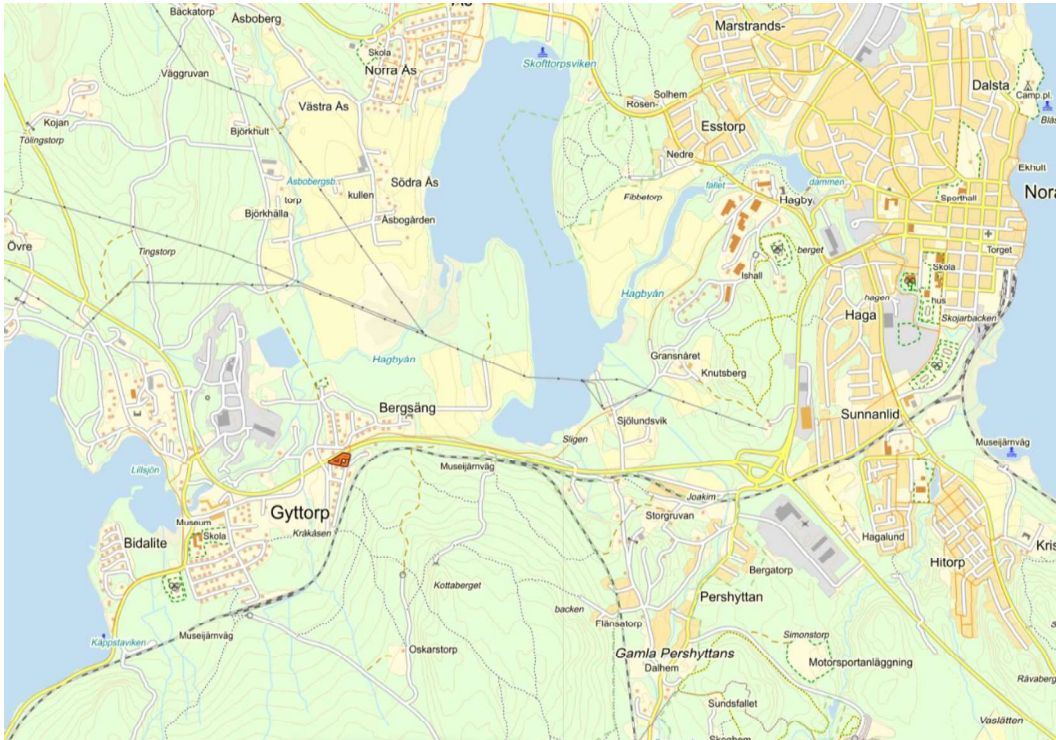 Bäckatorp
Åsboberg
Skola
Norra Ås
Skofttorpsviken
Marstrands-
Väggruvan
Västra Ås
Solhem
Rosen-
Dalsta
Camp.pl.
Kojan
Tölingstorp
Björkhult
Esstorp
Nedre
Ekhult
Åsbobergsb.
torp
kullen
Södra Ås
Fibbetorp
fallet
dammen
Hagby
Sporthall
Björkhälla
Åsbogården
Övre
Tingstorp
berget
Torget
Ishall
Skola
Hagbyån
hagen
hus
Haga
Skojarbacken
Hagbyån
Gransnäret
Knutsberg
Bergsäng
Sjölundsvik
Sunnanlid
Sligen
Museijärnväg
Lillsjön
Museijärnväg
Joakim
Gyttorp
Storgruvan
Museum
Skola
Kråkåsen
Bidalite
Hagalund
Hitorp
Bergatorp
Kottaberget
Pershyttan
backen
Flänsatorp
Käppstaviken
Museijärnväg
Simonstorp
Oskarstorp
Gamla Pershyttans
Motorsportanläggning
Dalhem
Råvaberg
Sundsfallet
Vaslätten
Skoghem